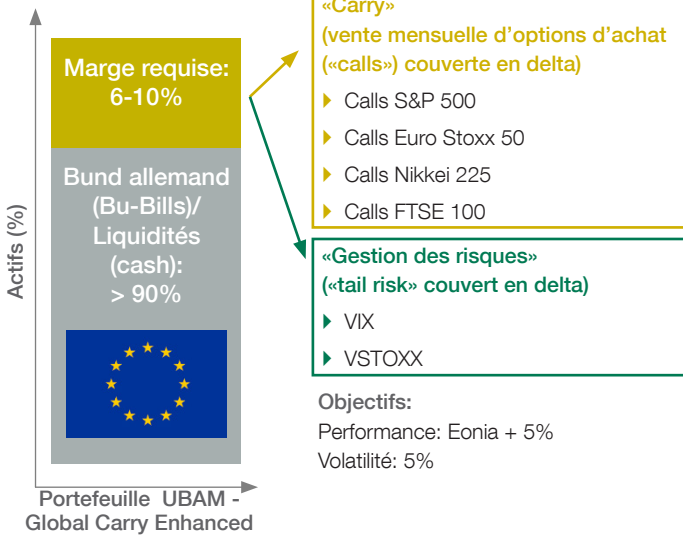 Actifs (%)
Marge requise:
6-10%
Bund allemand
(Bu-Bills)/
Liquidités
(cash):
> 90%
Portefeuille UBAM -
Global Carry Enhanced
«Carry»
(vente mensuelle d'options d'achat
(«calls») couverte en delta)
Calls S&P 500
Calls Euro Stoxx 50
Calls Nikkei 225
Calls FTSE 100
«Gestion des risques»
(«tail risk» couvert en delta)
VIX
VSTOXX
Objectifs:
Performance: Eonia + 5%
Volatilité: 5%